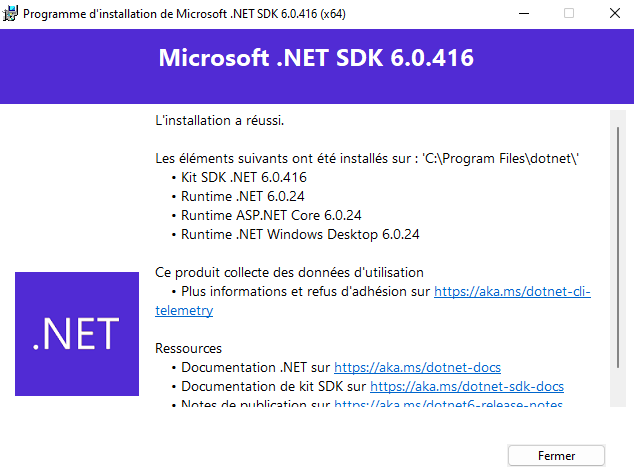 Programme d'installation de Microsoft .NET SDK 6.0.416 (x64)
Microsoft .NET SDK 6.0.416
L'installation a réussi.
Les éléments suivants ont été installés sur : 'C:\Program Files\dotnet\'
• Kit SDK .NET 6.0.416
• Runtime .NET 6.0.24
• Runtime ASP.NET Core 6.0.24
• Runtime .NET Windows Desktop 6.0.24
Ce produit collecte des données d'utilisation
• Plus informations et refus d'adhésion sur https://aka.ms/dotnet-cli-
telemetry
.NET
Ressources
• Documentation .NET sur https://aka.ms/dotnet-docs
• Documentation de kit SDK sur https://aka.ms/dotnet-sdk-docs
• Notes de publication sur https://aka.ms/dotnet6-release-notes
Fermer